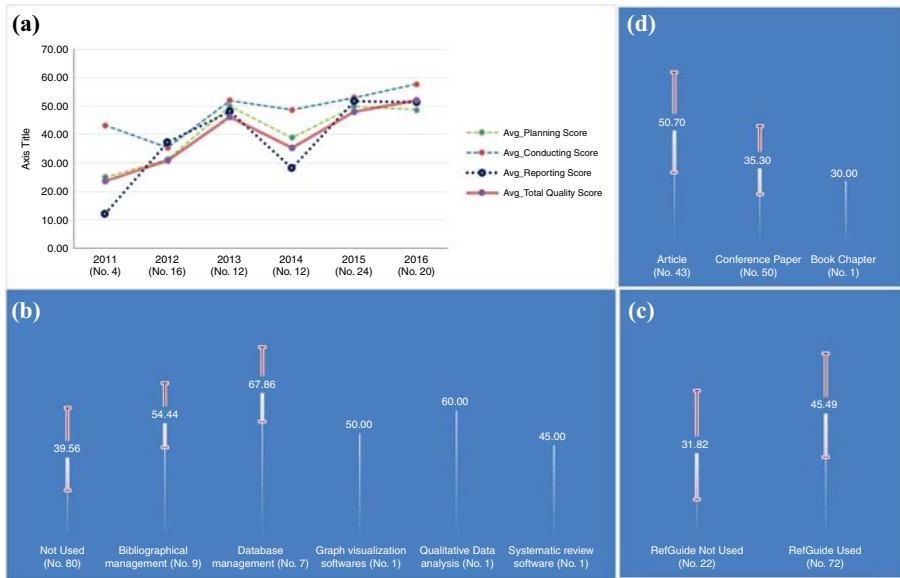 (a)
70.00
60.00
50.00
40.00
30.00
20.00
10.00
0.00
Axis Title
2011 2012 2013 2014 2015 2016
(No. 4) (No. 16) (No. 12) (No. 12) (No. 24) (No. 20)
Avg_Planning Score
Avg_Conducting Score
Avg_Reporting Score
Avg_Total Quality Score
(d)
50.70
35.30
30.00
Article Conference Paper Book Chapter
(No. 43) (No. 50) (No. 1)
(b)
39.56
54.44
67.86
50.00
60.00
45.00
Not Used Bibliographical Database Graph visualization Qualitative Data Systematic review
(No. 80) management (No. 9) management (No. 7) softwares (No. 1) analysis (No. 1) software (No. 1)
(c)
31.82
45.49
RefGuide Not Used RefGuide Used
(No. 22) (No. 72)